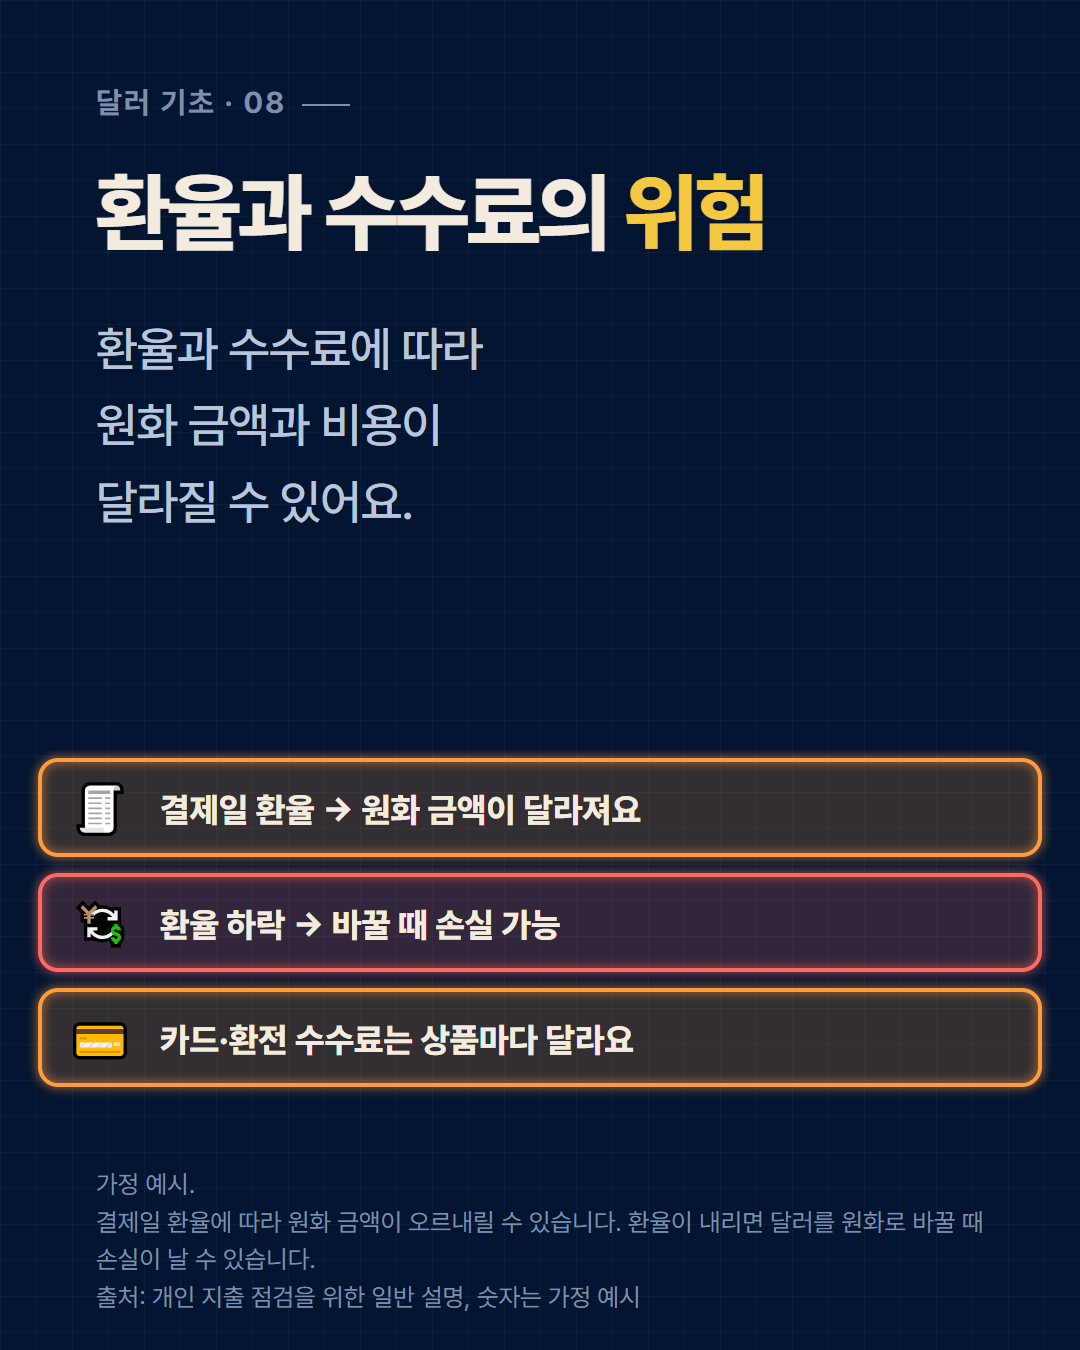 달러 기초 · 08
환율과 수수료의 위험
환율과 수수료에 따라
원화 금액과 비용이
달라질 수 있어요.
결제일 환율 → 원화 금액이 달라져요
환율 하락 → 바꿀 때 손실 가능
카드·환전 수수료는 상품마다 달라요
가정 예시.
결제일 환율에 따라 원화 금액이 오르내릴 수 있습니다. 환율이 내리면 달러를 원화로 바꿀 때
손실이 날 수 있습니다.
출처: 개인 지출 점검을 위한 일반 설명, 숫자는 가정 예시